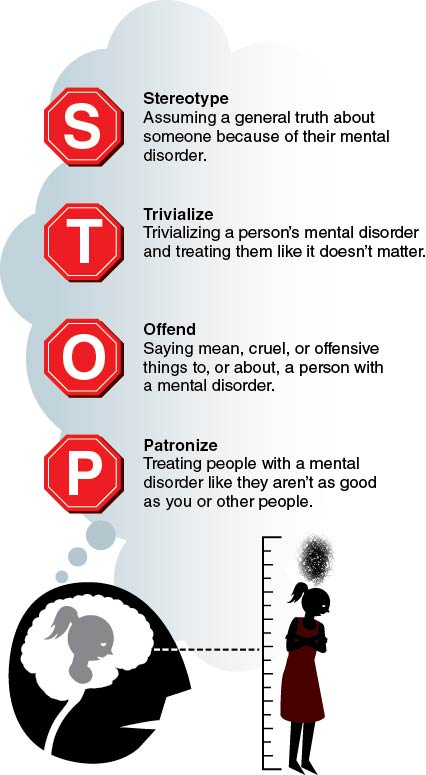 S
Stereotype
Assuming a general truth about
someone because of their mental
disorder.
T
Trivialize
Trivializing a person’s mental disorder
and treating them like it doesn’t matter.
O
Offend
Saying mean, cruel, or offensive
things to, or about, a person with
a mental disorder.
P
Patronize
Treating people with a mental
disorder like they aren’t as good
as you or other people.